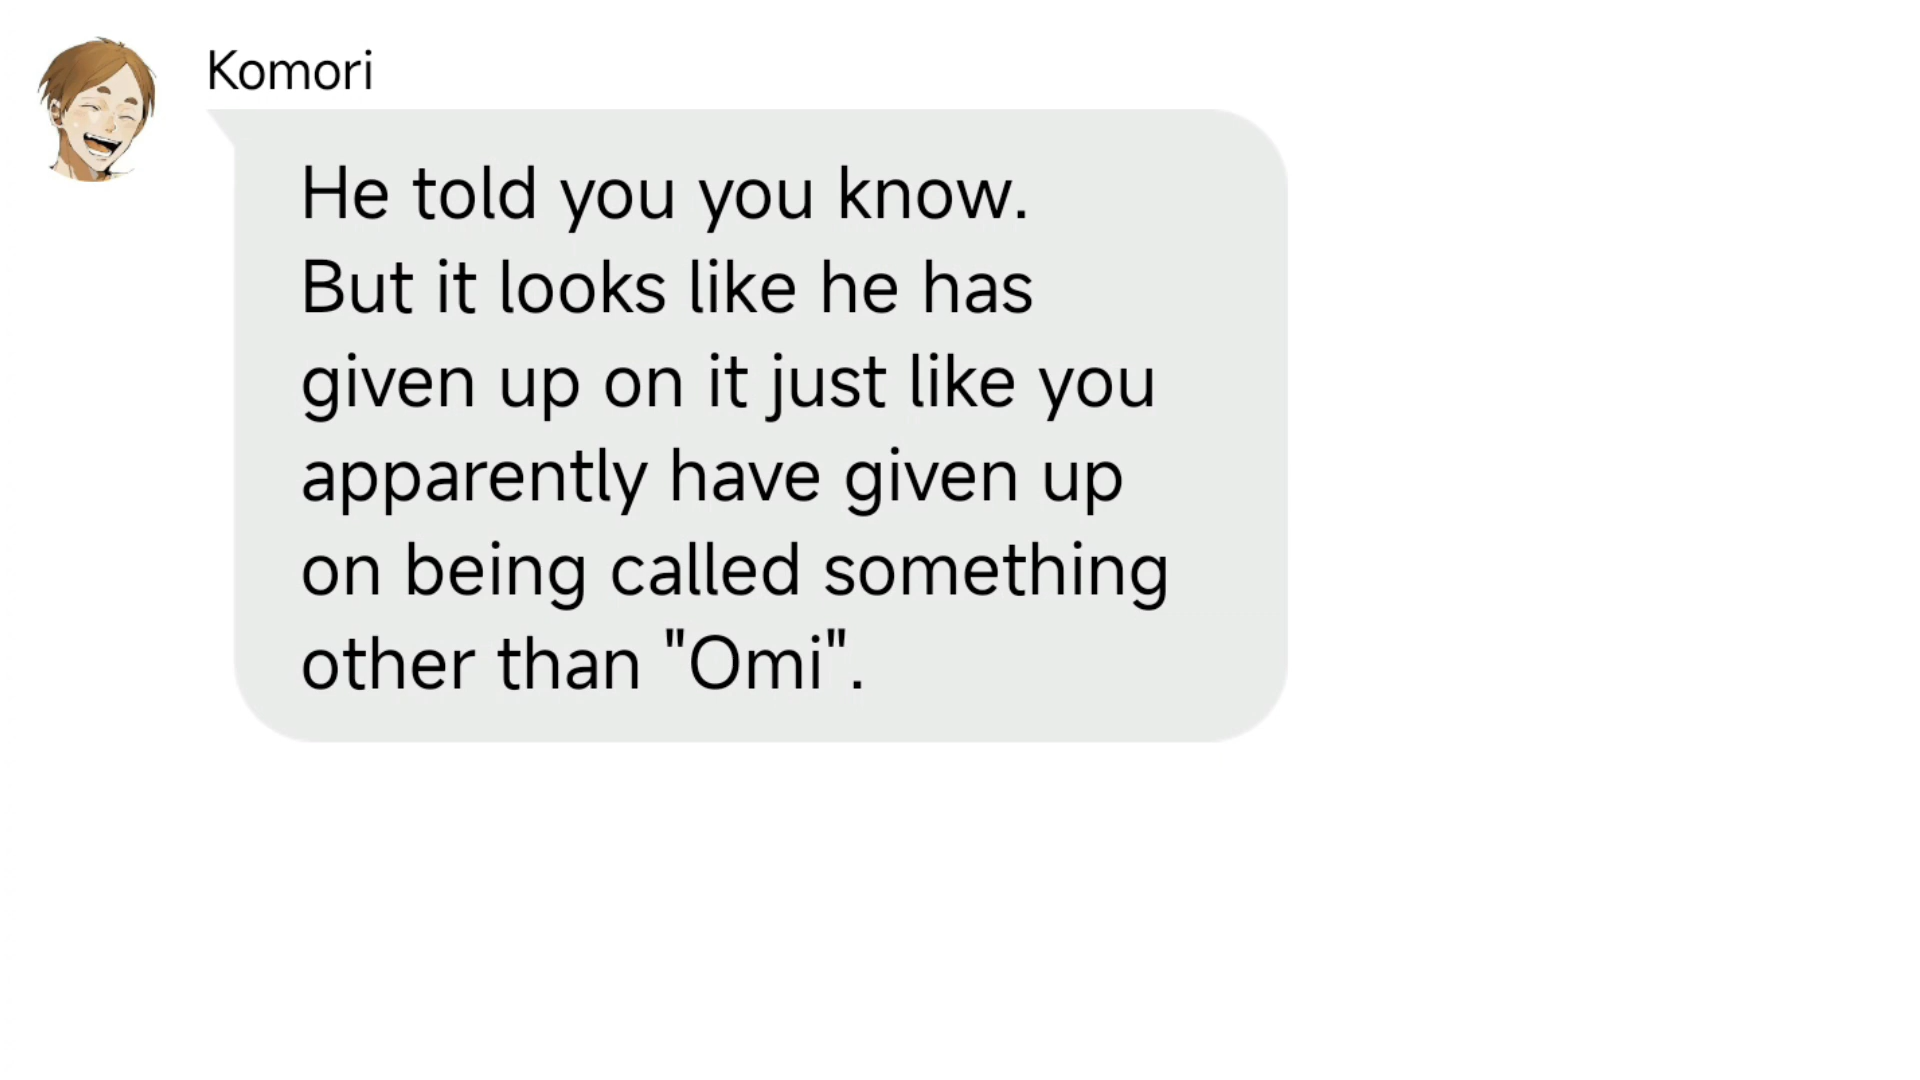 Komori
He told you you know.
But it looks like he has
given up on it just like you
apparently have given up
on being called something
other than "Omi".